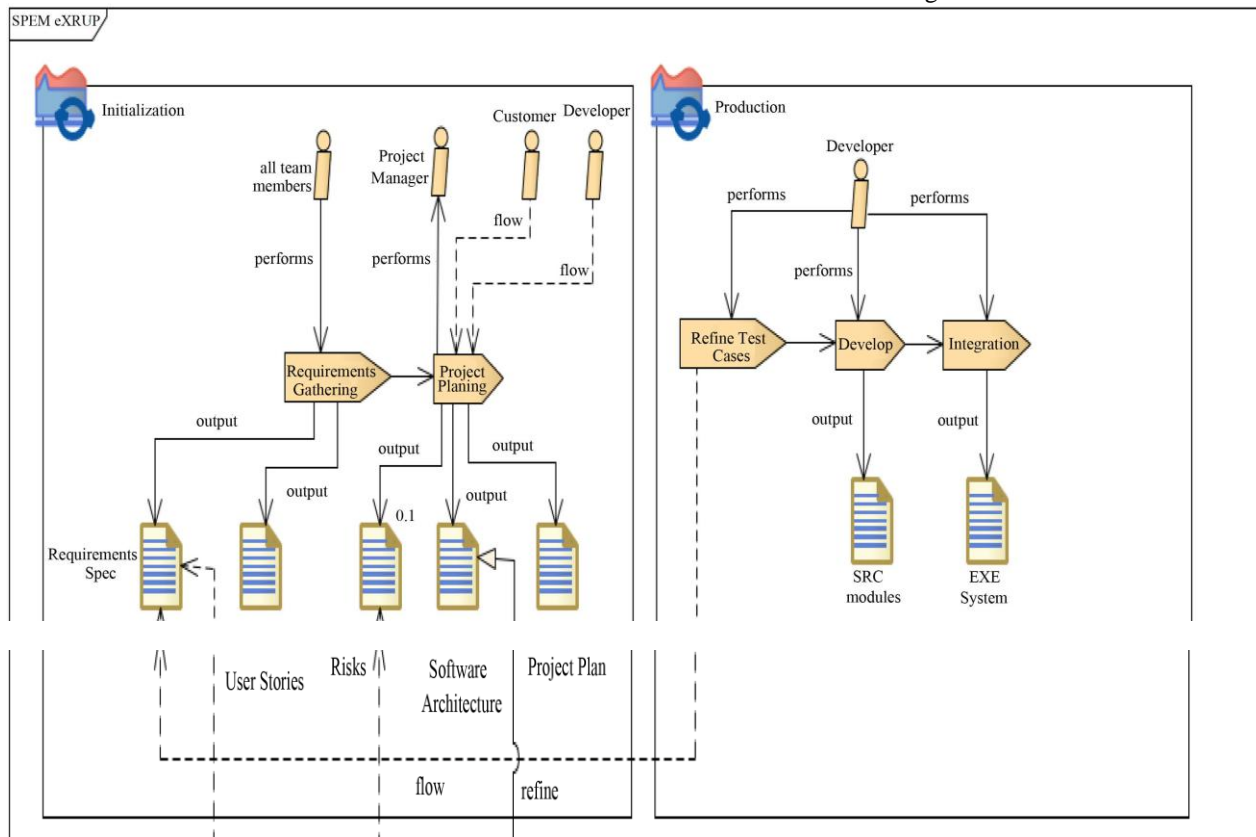 SPEM eXRUP
Initialization
all team
members
Project
Manager
Customer
Developer
flow
flow
performs
performs
Requirements
Gathering
Project
Planing
output
output
output
output
output
0.1
Requirements
Spec
User Stories
Risks
Software
Architecture
Project Plan
flow
refine
Production
Developer
performs
performs
performs
Refine Test
Cases
Develop
Integration
output
output
SRC
modules
EXE
System